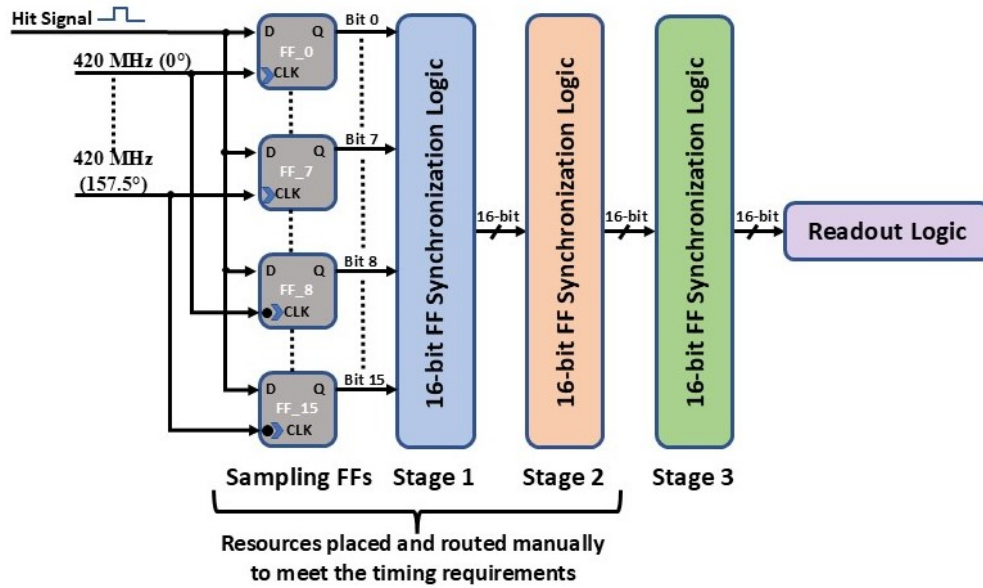 Hit Signal
D Q
FF_0
CLK
Bit 0
420 MHz (0°)
D Q
FF_7
CLK
Bit 7
420 MHz
(157.5°)
D Q
FF_8
CLK
Bit 8
D Q
FF_15
CLK
Bit 15
16-bit FF Synchronization Logic
16-bit
16-bit FF Synchronization Logic
16-bit
16-bit FF Synchronization Logic
16-bit
Readout Logic
Sampling FFs Stage 1 Stage 2 Stage 3
Resources placed and routed manually
to meet the timing requirements